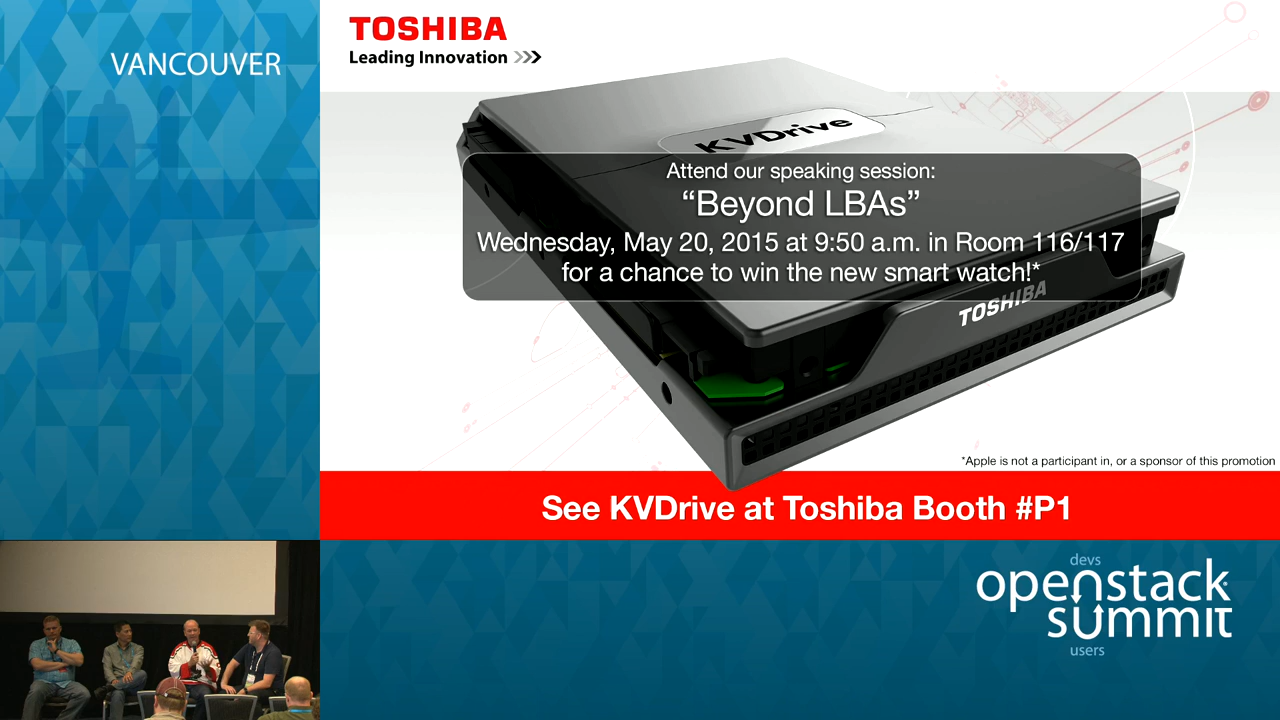 VANCOUVER
TOSHIBA
Leading Innovation >>>
KVDrive
Attend our speaking session:
“Beyond LBAs”
Wednesday, May 20, 2015 at 9:50 a.m. in Room 116/117
for a chance to win the new smart watch!*
TOSHIBA
*Apple is not a participant in, or a sponsor of this promotion
See KVDrive at Toshiba Booth #P1
devs
openstack
summit
users